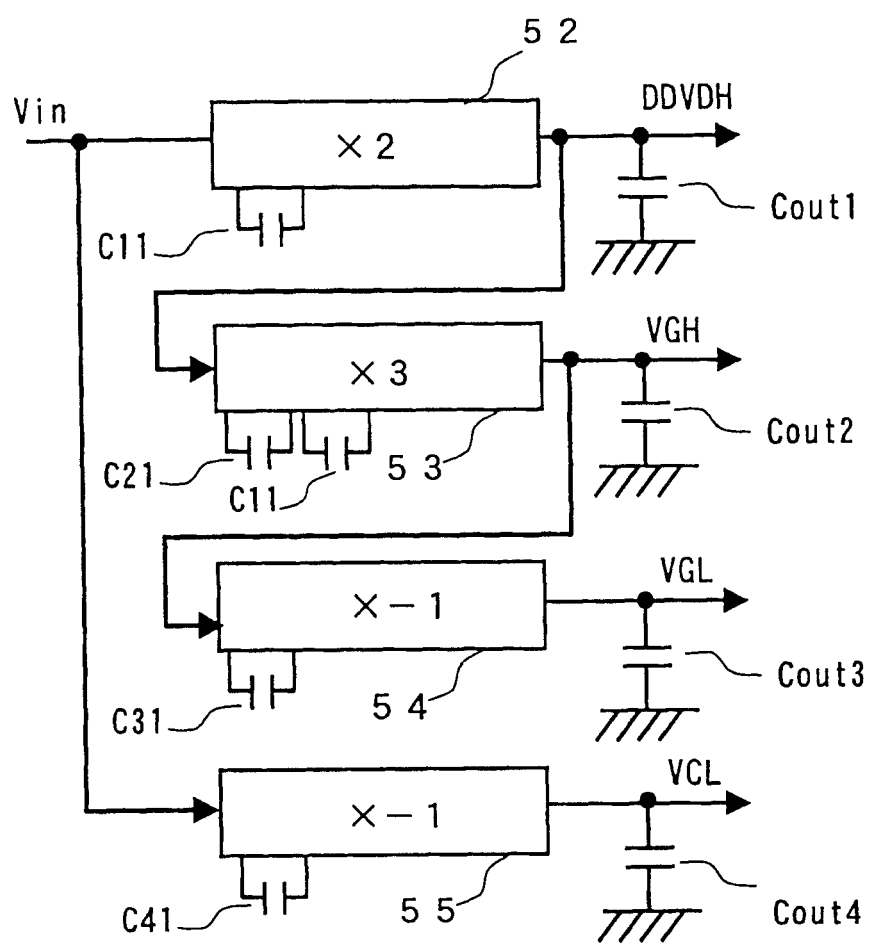 52
Vin
DDVDH
×2
Cout1
C11
VGH
×3
Cout2
C21
C11
53
VGL
×-1
Cout3
C31
54
VCL
×-1
C41
55
Cout4